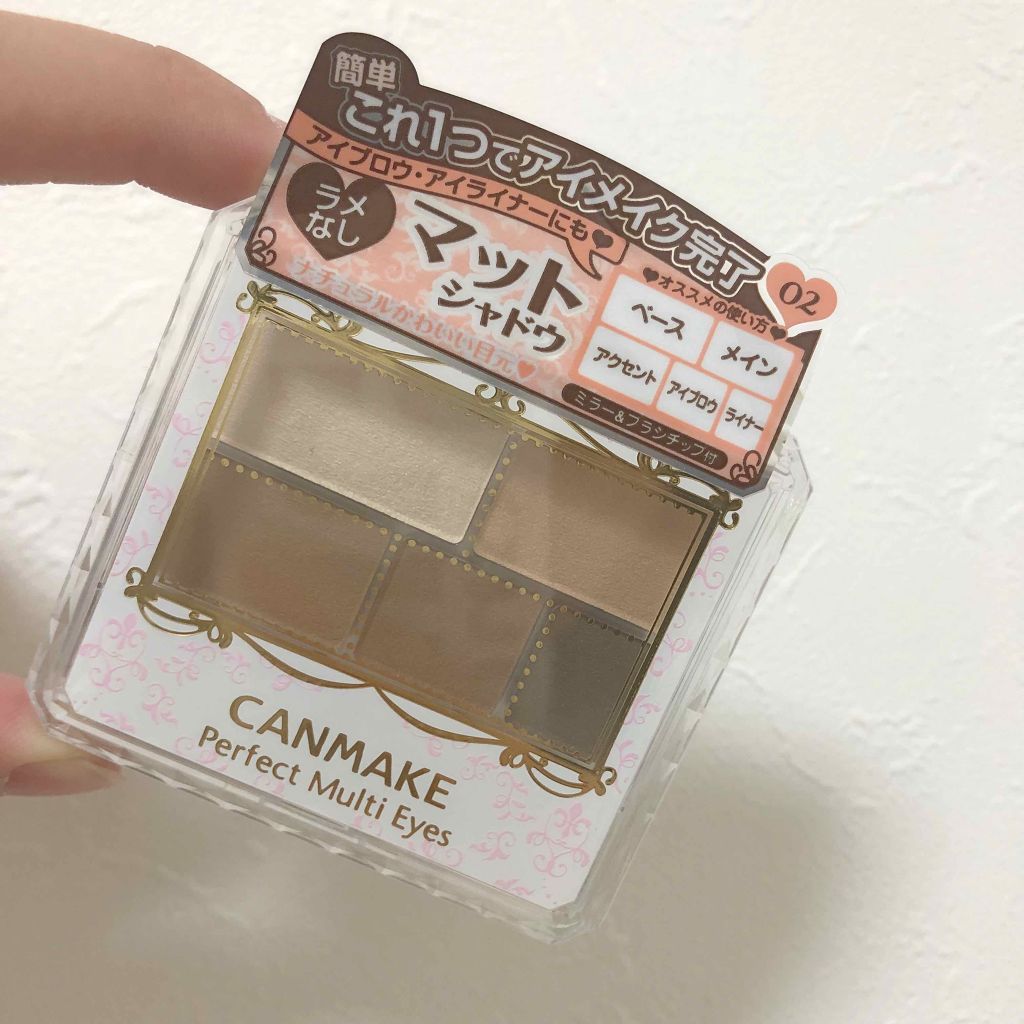 簡単
これ1つでアイメイク完了
アイブロウ・アイライナーにも♥
ラメ
なし
マット
シャドウ
ナチュラルかわいい目元♥
02
♥オススメの使い方♥
ベース
メイン
アクセント
アイブロウ
ライナー
ミラー&ブラシチップ付
CANMAKE
Perfect Multi Eyes